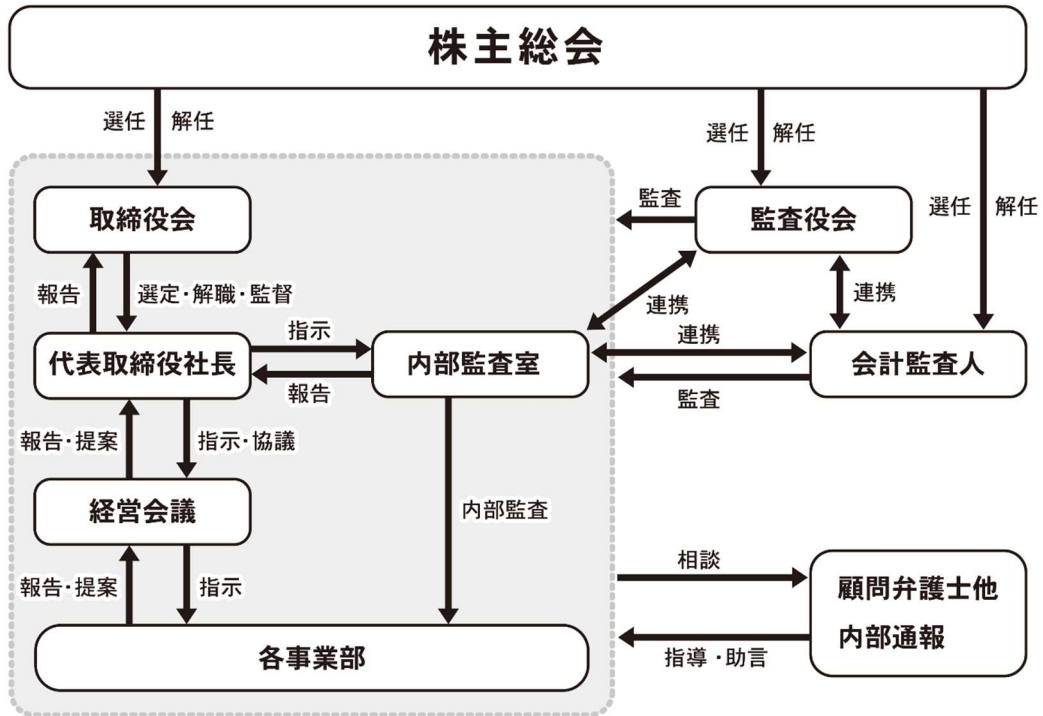 株主総会
選任 解任
選任 解任
選任 解任
取締役会
監査
監査役会
報告
選定・解職・監督
連携
連携
代表取締役社長
指示
報告
内部監査室
連携
監査
会計監査人
報告・提案
指示・協議
経営会議
内部監査
報告・提案
指示
相談
指導・助言
顧問弁護士他
内部通報
各事業部